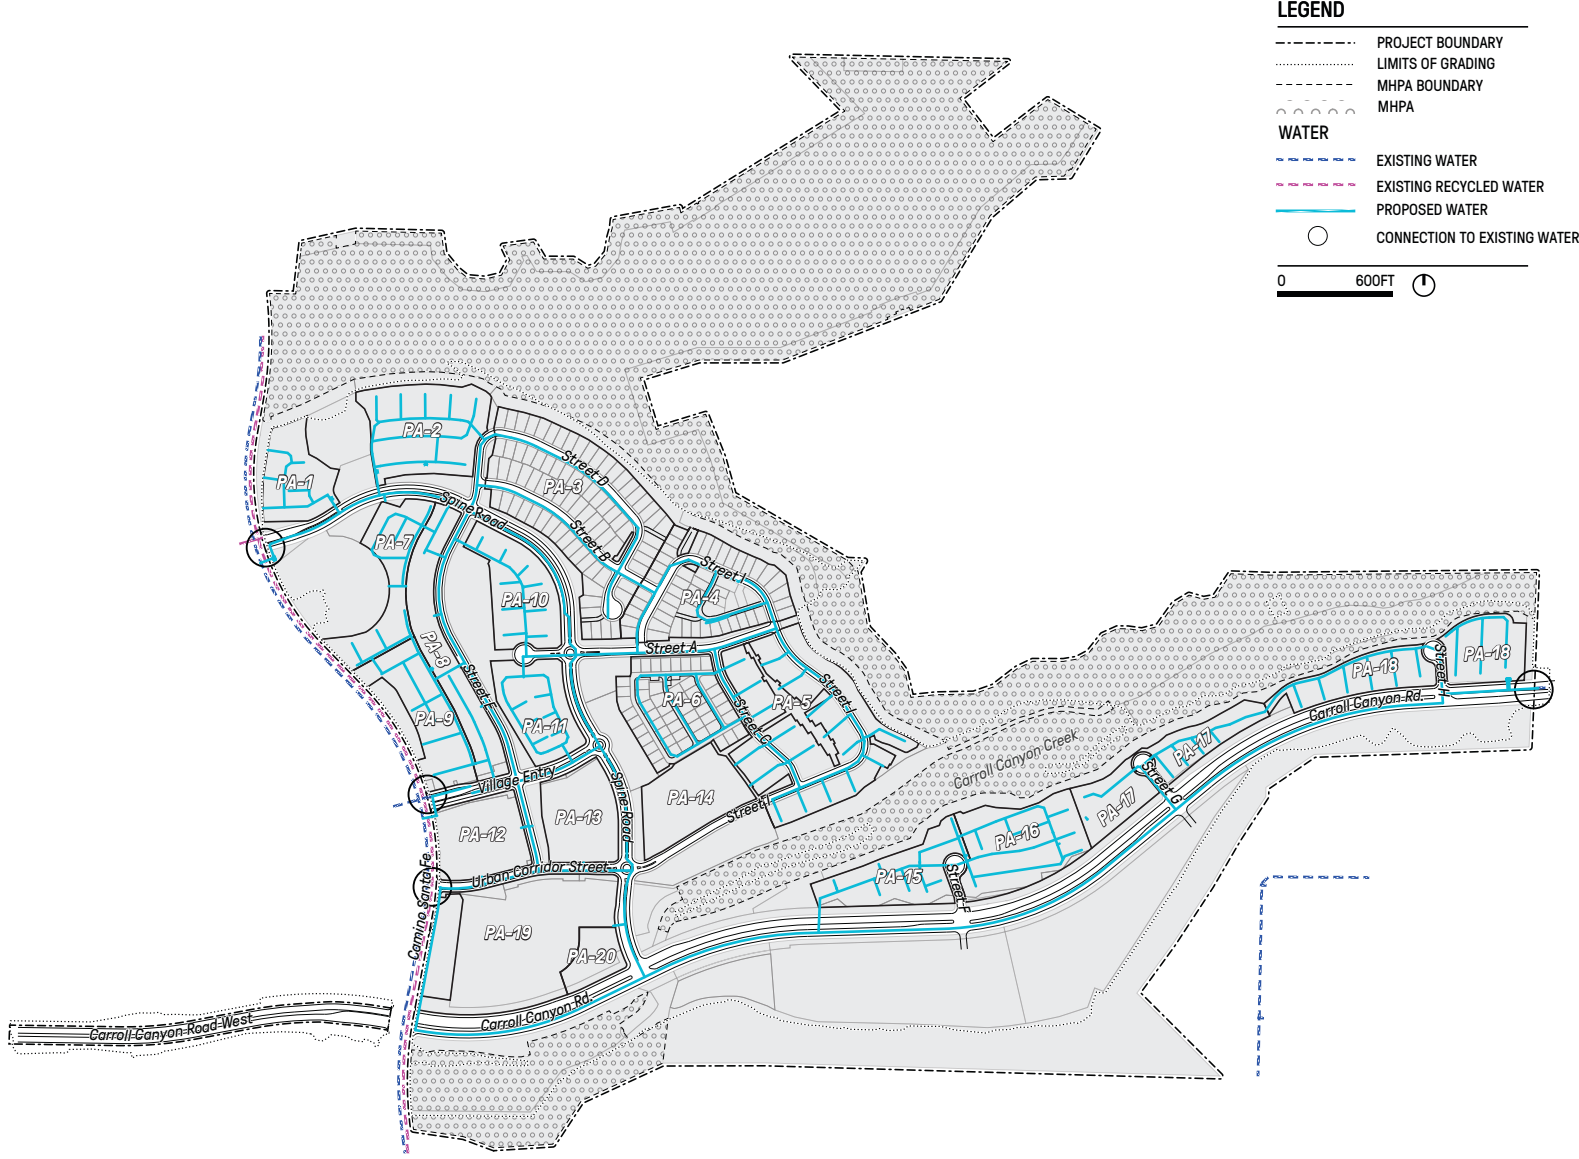 LEGEND
PROJECT BOUNDARY
LIMITS OF GRADING
MHPA BOUNDARY
MHPA
WATER
EXISTING WATER
EXISTING RECYCLED WATER
PROPOSED WATER
CONNECTION TO EXISTING WATER
0 600FT
PA-2
PA-1
Street D
PA-3
Spine Road
Street B
PA-7
Street I
PA-10
PA-4
Street A
PA-8
Street E
PA-6
Street C
PA-5
Street I
PA-9
PA-11
Village Entry
Spine Road
PA-14
Street I
PA-13
PA-12
Urban Corridor Street
Camino Santa Fe
PA-19
PA-20
Carroll Canyon Rd.
Carroll Canyon Road West
Carroll Canyon Creek
PA-15
Street F
PA-16
PA-17
Street G
PA-17
Carroll Canyon Rd.
PA-18
Street H
PA-18